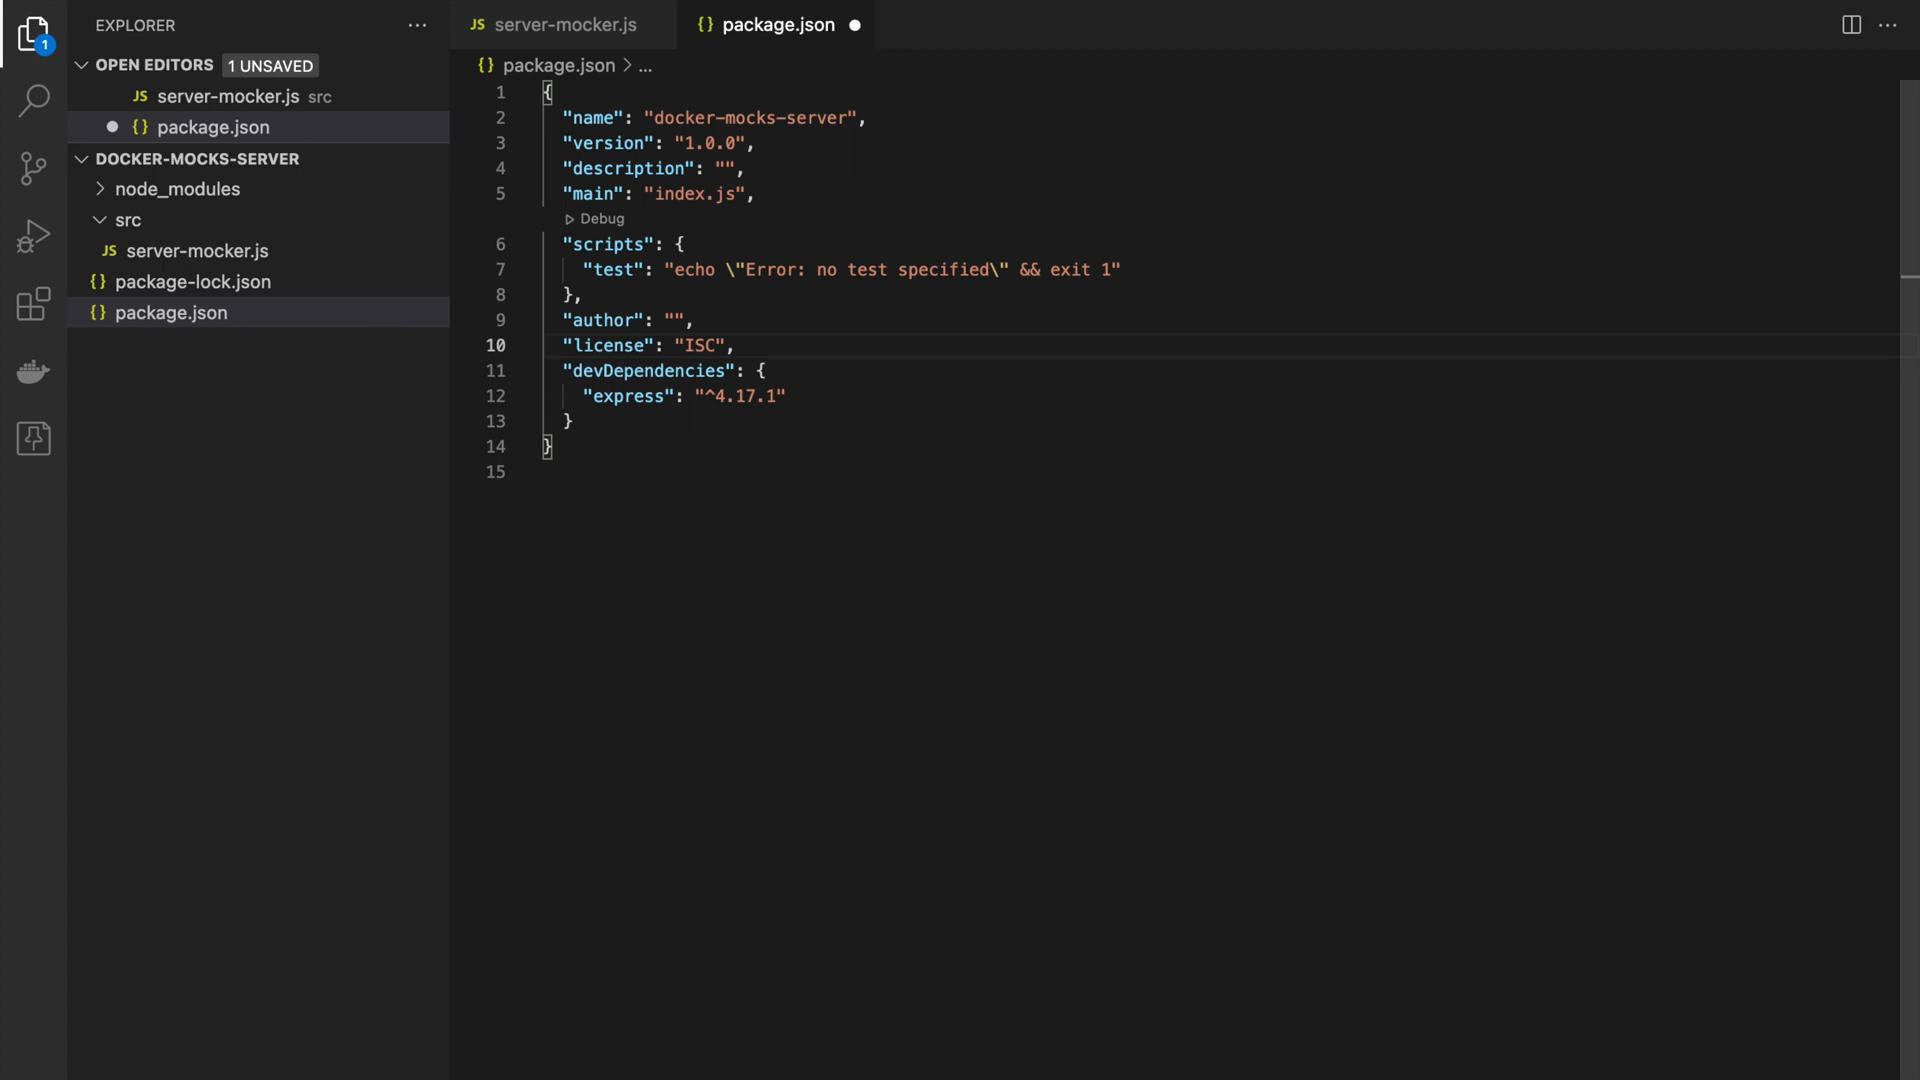 EXPLORER
OPEN EDITORS 1 UNSAVED
JS server-mocker.js src
{} package.json
DOCKER-MOCKS-SERVER
node_modules
src
JS server-mocker.js
{} package-lock.json
{} package.json
1
JS server-mocker.js
{} package.json
{} package.json > ...
1 {
2 "name": "docker-mocks-server",
3 "version": "1.0.0",
4 "description": "",
5 "main": "index.js",
Debug
6 "scripts": {
7 "test": "echo \"Error: no test specified\" && exit 1"
8 },
9 "author": "",
10 "license": "ISC",
11 "devDependencies": {
12 "express": "^4.17.1"
13 }
14 }
15